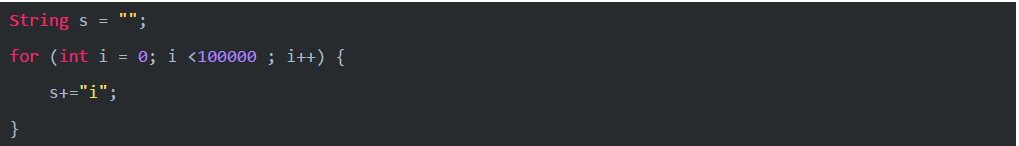 String s = "";
for (int i = 0; i <100000 ; i++) {
    s+="i";
}